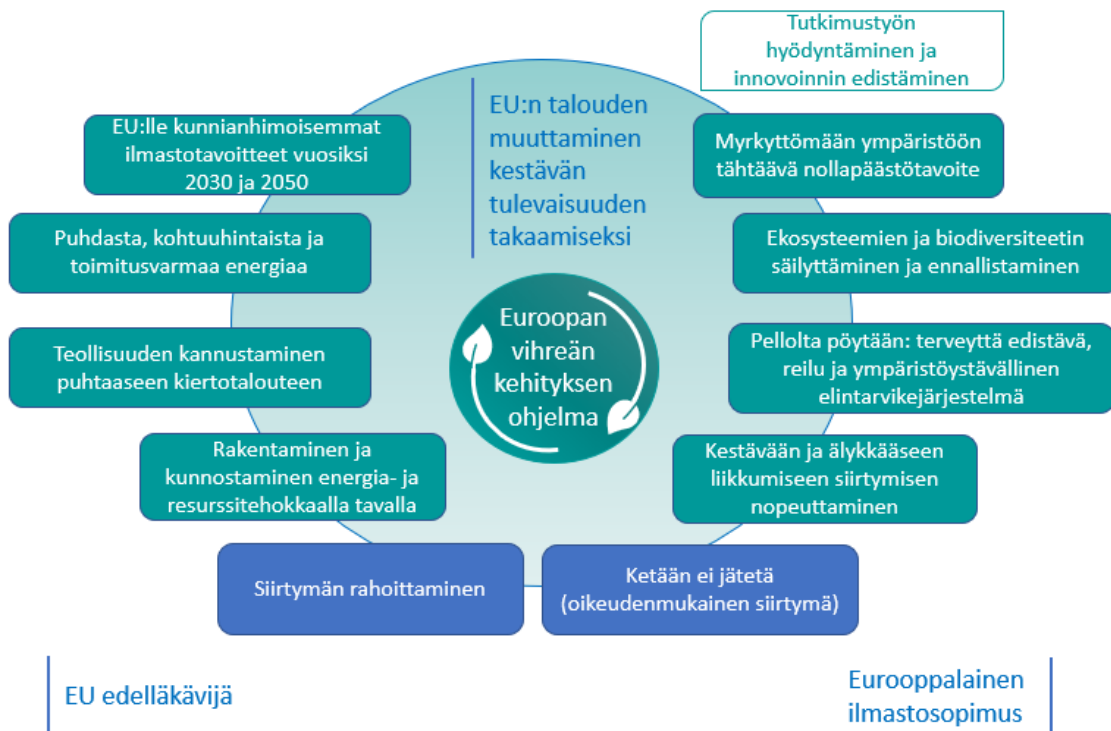 Tutkimustyön
hyödyntäminen ja
innovoinnin edistäminen
EU:n talouden
muuttaminen
kestävän
tulevaisuuden
takaamiseksi
EU:lle kunnianhimoisemmat
ilmastotavoitteet vuosiksi
2030 ja 2050
Myrkyttömään ympäristöön
tähtäävä nollapäästötavoite
Puhdasta, kohtuuhintaista ja
toimitusvarmaa energiaa
Ekosysteemien ja biodiversiteetin
säilyttäminen ja ennallistaminen
Euroopan
vihreän
kehityksen
ohjelma
Teollisuuden kannustaminen
puhtaaseen kiertotalouteen
Pellolta pöytään: terveyttä edistävä,
reilu ja ympäristöystävällinen
elintarvikejärjestelmä
Rakentaminen ja
kunnostaminen energia- ja
resurssitehokkaalla tavalla
Kestävään ja älykkääseen
liikkumiseen siirtymisen
nopeuttaminen
Siirtymän rahoittaminen
Ketään ei jätetä
(oikeudenmukainen siirtymä)
EU edelläkävijä
Eurooppalainen
ilmastosopimus